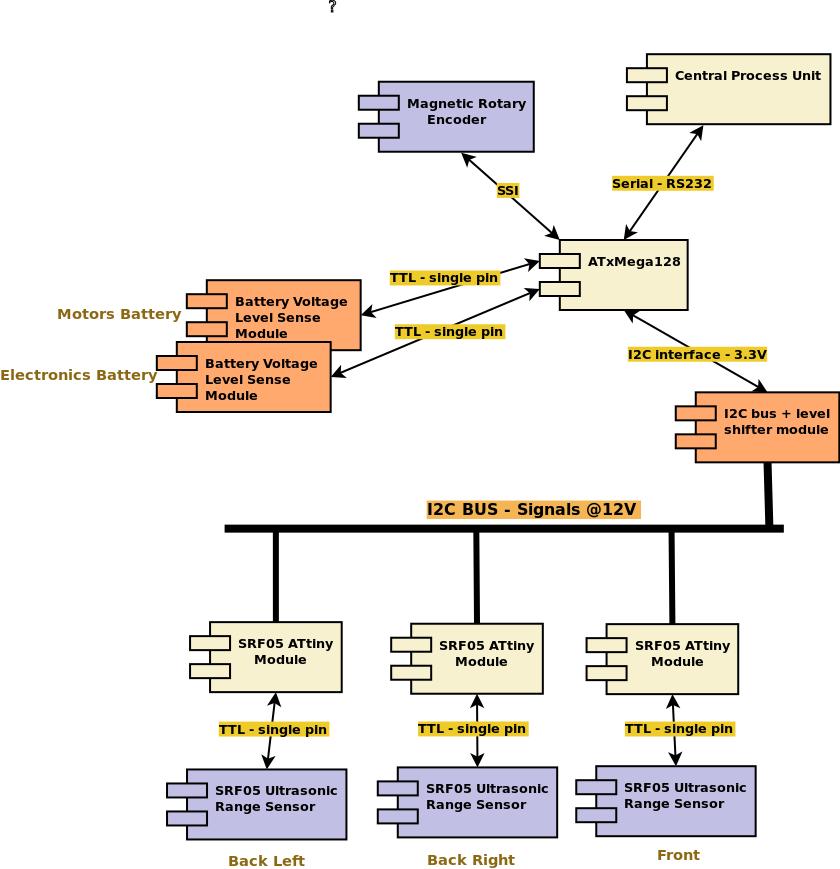 ?
Central Process Unit
Magnetic Rotary
Encoder
Serial - RS232
SSI
ATxMega128
TTL - single pin
Motors Battery
Battery Voltage
Level Sense
Module
TTL - single pin
I2C interface - 3.3V
Electronics Battery
Battery Voltage
Level Sense
Module
I2C bus + level
shifter module
I2C BUS - Signals @12V
SRF05 ATtiny
Module
SRF05 ATtiny
Module
SRF05 ATtiny
Module
TTL - single pin
TTL - single pin
TTL - single pin
SRF05 Ultrasonic
Range Sensor
SRF05 Ultrasonic
Range Sensor
SRF05 Ultrasonic
Range Sensor
Back Left
Back Right
Front